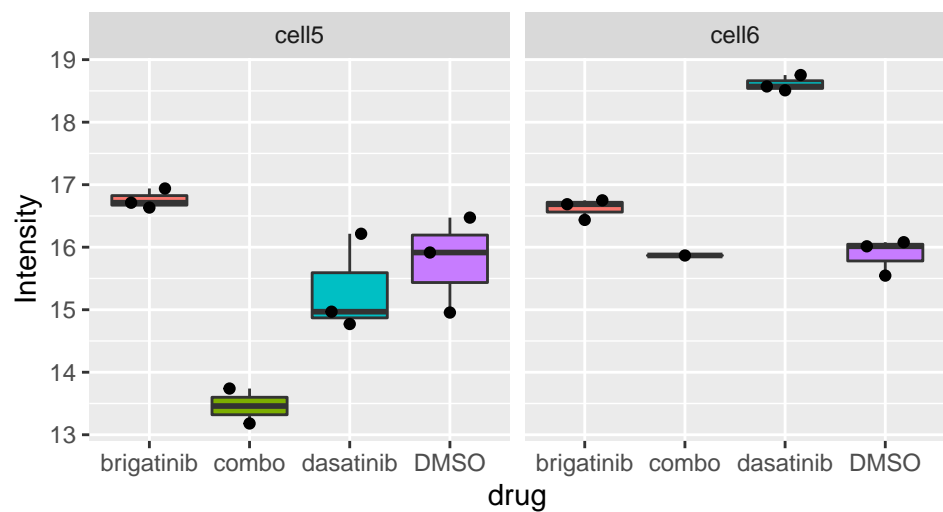 cell5 cell6
Intensity
19
18
17
16
15
14
13
brigatinib combo dasatinib DMSO brigatinib combo dasatinib DMSO
drug